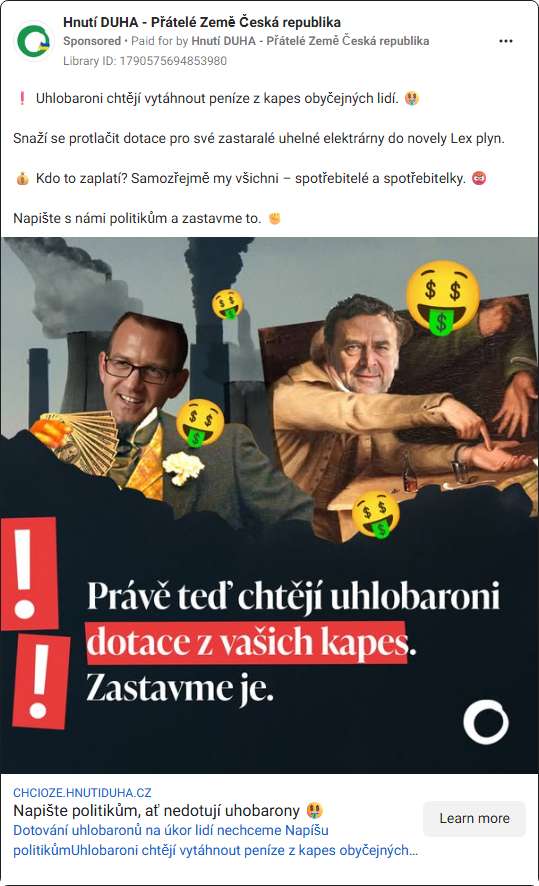 Hnutí DUHA - Přátelé Země Česká republika
Sponsored • Paid for by Hnutí DUHA - Přátelé Země Česká republika
Library ID: 1790575694853980
❗ Uhlobaroni chtějí vytáhnout peníze z kapes obyčejných lidí. 🤑
Snaží se protlačit dotace pro své zastaralé uhelné elektrárny do novely Lex plyn.
💰 Kdo to zaplatí? Samozřejmě my všichni – spotřebitelé a spotřebitelky. 😡
Napište s námi politikům a zastavme to. ✊
! Právě teď chtějí uhlobaroni
! dotace z vašich kapes.
Zastavme je.
CHCIOZE.HNUTIDUHA.CZ
Napište politikům, ať nedotují uhobarony 🤑
Learn more
Dotování uhlobaronů na úkor lidí nechceme Napíšu
politikůmUhlobaroni chtějí vytáhnout peníze z kapes obyčejných...